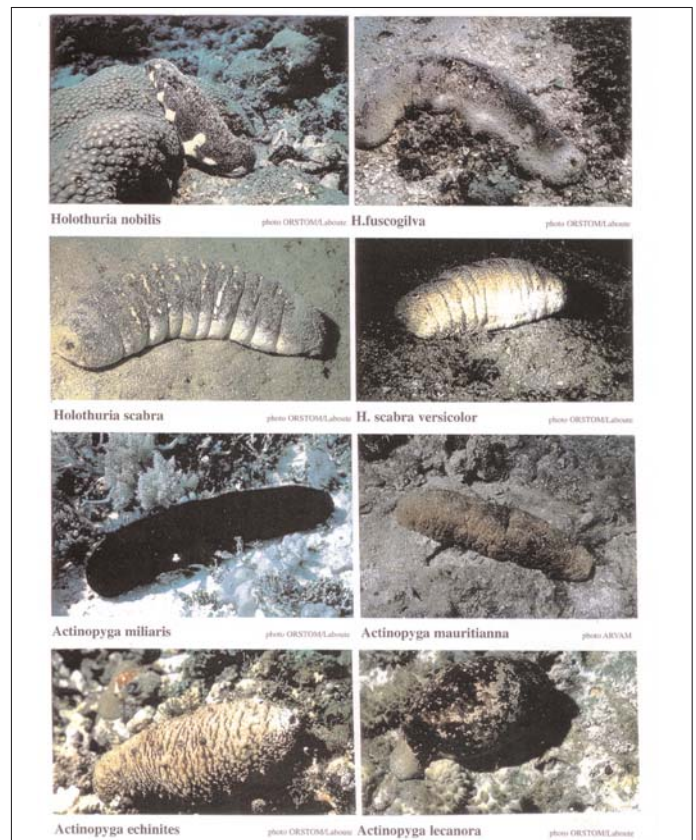 Holothuria nobilis photo ORSTOM/Laboute H.fuscogilva photo ORSTOM/Laboute
Holothuria scabra photo ORSTOM/Laboute H. scabra versicolor photo ORSTOM/Laboute
Actinopyga miliaris photo ORSTOM/Laboute Actinopyga mauritianna photo ARVAM
Actinopyga echinites photo ORSTOM/Laboute Actinopyga lecanora photo ORSTOM/Laboute